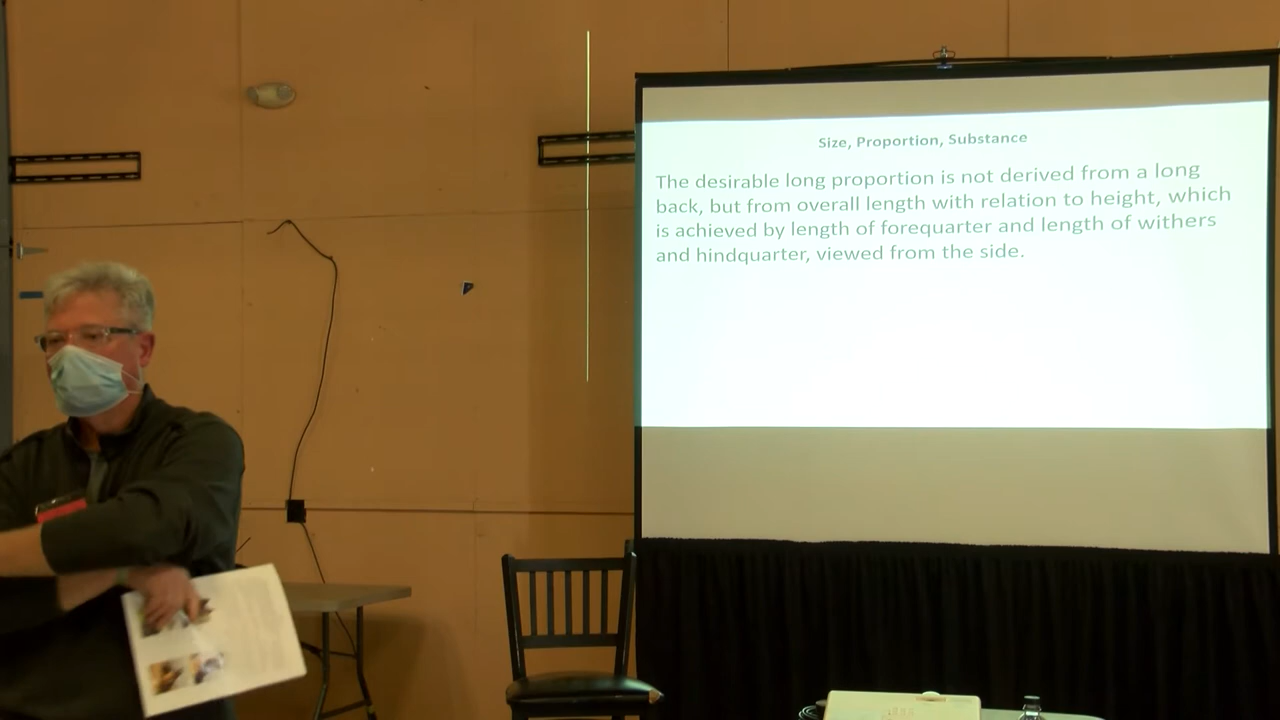 Size, Proportion, Substance
The desirable long proportion is not derived from a long
back, but from overall length with relation to height, which
is achieved by length of forequarter and length of withers
and hindquarter, viewed from the side.